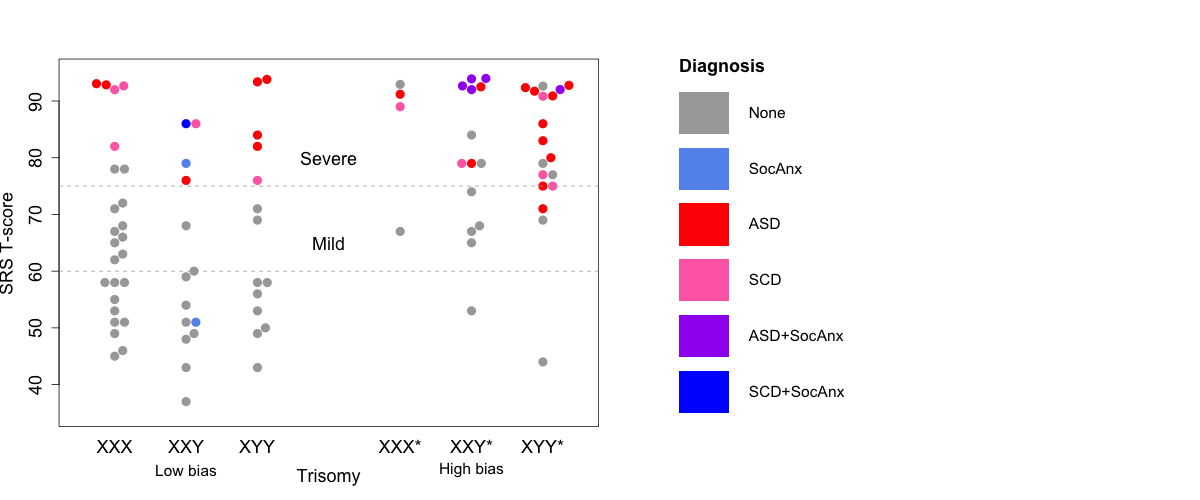 SRS T-score
90
80
70
60
50
40
Severe
Mild
XXX XXY XYY XXX* XXY* XYY*
Low bias High bias
Trisomy
Diagnosis
None
SocAnx
ASD
SCD
ASD+SocAnx
SCD+SocAnx